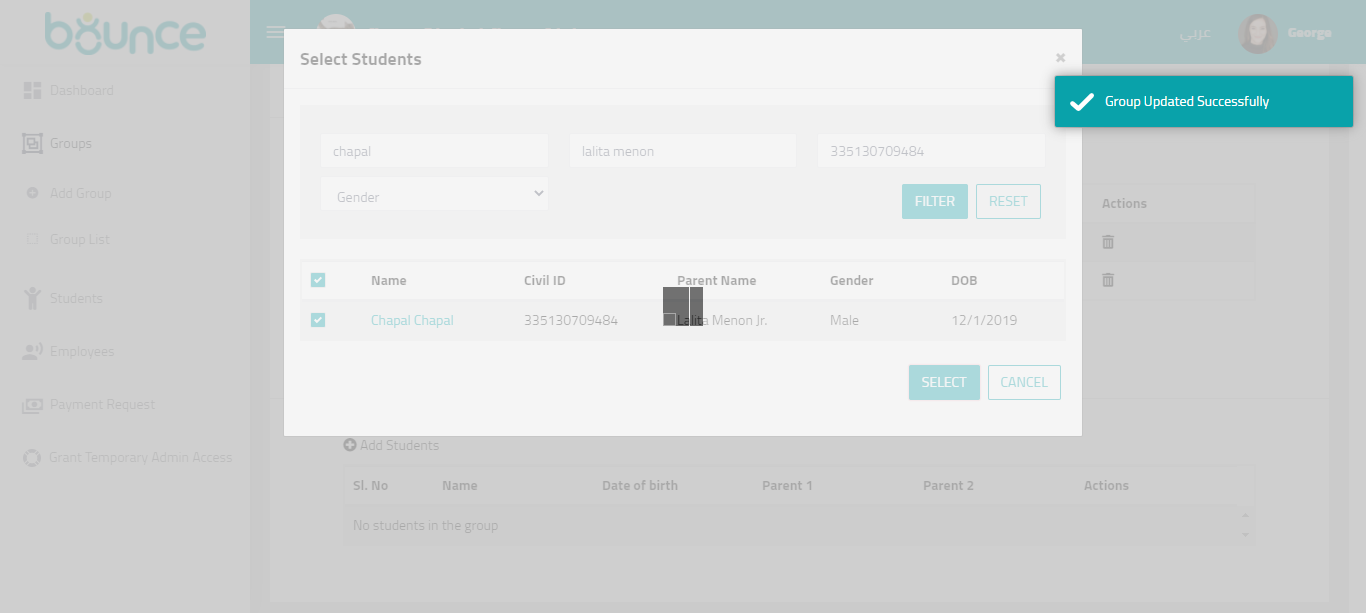 bounce
عربي
George
Select Students
Group Updated Successfully
Dashboard
Groups
Add Group
Group List
Students
Employees
Payment Request
Grant Temporary Admin Access
chapal
lalita menon
335130709484
Gender
FILTER
RESET
Actions
Name Civil ID Parent Name Gender DOB
Chapal Chapal 335130709484 Lalita Menon Jr. Male 12/1/2019
SELECT
CANCEL
Add Students
Sl. No Name Date of birth Parent 1 Parent 2 Actions
No students in the group